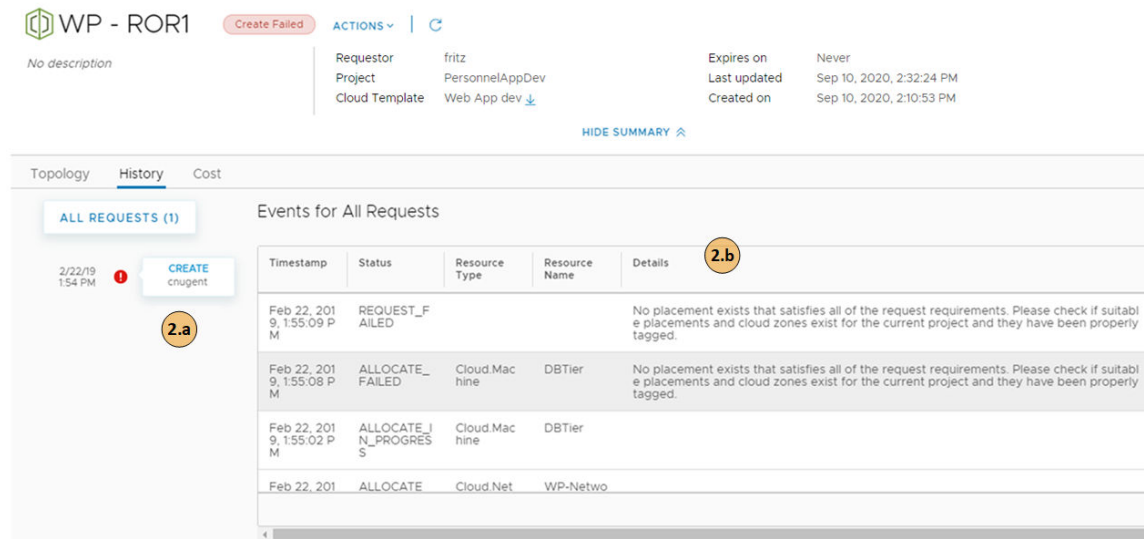 WP - ROR1
Create Failed
ACTIONS
No description
Requestor fritz
Project PersonnelAppDev
Cloud Template Web App dev
Expires on Never
Last updated Sep 10, 2020, 2:32:24 PM
Created on Sep 10, 2020, 2:10:53 PM
HIDE SUMMARY
Topology History Cost
ALL REQUESTS (1)
2/22/19
1:54 PM
CREATE
cnugent
2.a
Events for All Requests
2.b
Timestamp Status Resource Type Resource Name Details
Feb 22, 201
9, 1:55:09 P
M
REQUEST_F
AILED
No placement exists that satisfies all of the request requirements. Please check if suitabl
e placements and cloud zones exist for the current project and they have been properly
tagged.
Feb 22, 201
9, 1:55:08 P
M
ALLOCATE_
FAILED
Cloud.Mac
hine
DBTier
No placement exists that satisfies all of the request requirements. Please check if suitabl
e placements and cloud zones exist for the current project and they have been properly
tagged.
Feb 22, 201
9, 1:55:02 P
M
ALLOCATE_I
N_PROGRES
S
Cloud.Mac
hine
DBTier
Feb 22, 201
ALLOCATE
Cloud.Net
WP-Netwo